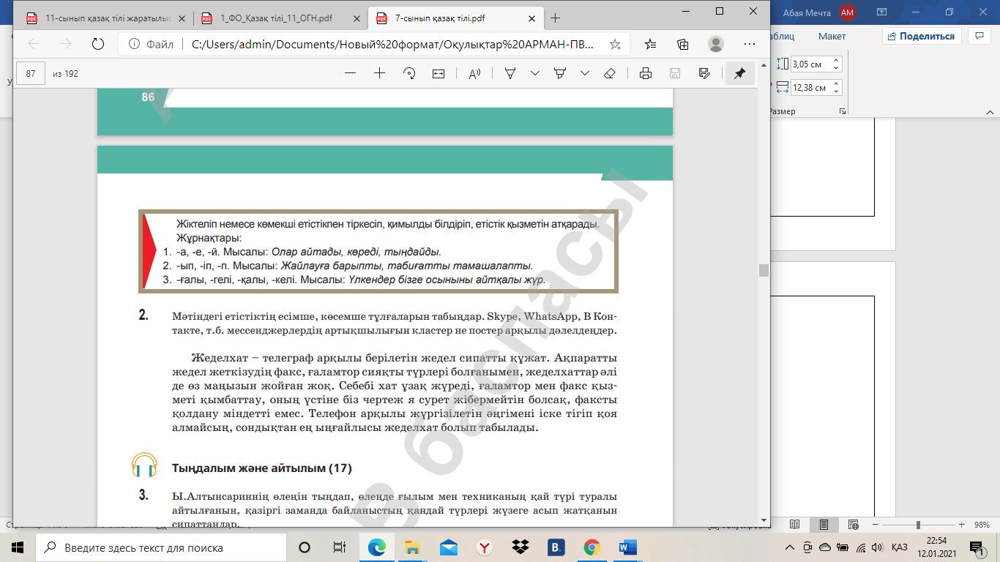 11-сынып қазақ тілі жаратылыс
1_ФО_Қазақ тілі_11_ОГН.pdf
7-сынып қазақ тілі.pdf
Абая Мечта
АМ
Файл
C:/Users/admin/Documents/Новый%20формат/Оқулықтар%20АРМАН-ПВ...
Макет
Поделиться
87
из 192
3,05 см
12,38 см
Размер
86
Жіктеліп немесе көмекші етістікпен тіркесіп, қимылды білдіріп, етістік қызметін атқарады.
Жұрнақтары:
1. -а, -е, -й. Мысалы: Олар айтады, көреді, тыңдайды.
2. -ып, -іп, -п. Мысалы: Жайлауға барыпты, табиғатты тамашалапты.
3. -ғалы, -гелі, -қалы, -келі. Мысалы: Үлкендер бізге осыныны айтқалы жүр.
2. Мәтіндегі етістіктің есімше, көсемше тұлғаларын табыңдар. Skype, WhatsApp, В Кон-
такте, т.б. мессенджерлердің артықшылығын кластер не постер арқылы дәлелдеңдер.
Жеделхат – телеграф арқылы берілетін жедел сипатты құжат. Ақпаратты
жедел жеткізудің факс, ғаламтор сияқты түрлері болғанымен, жеделхаттар әлі
де өз маңызын жойған жоқ. Себебі хат ұзақ жүреді, ғаламтор мен факс қыз-
меті қымбаттау, оның үстіне біз чертеж я сурет жібермейтін болсақ, факсты
қолдану міндетті емес. Телефон арқылы жүргізілетін әңгімені іске тігіп қоя
алмайсың, сондықтан ең ыңғайлысы жеделхат болып табылады.
Тыңдалым және айтылым (17)
3. Ы.Алтынсариннің өлеңін тыңдап, өлеңде ғылым мен техниканың қай түрі туралы
айтылғанын, қазіргі заманда байланыстың қандай түрлері жүзеге асып жатқанын
сипаттаңдар.
В баспасы
98%
Введите здесь текст для поиска
ҚАЗ
22:54
12.01.2021
1